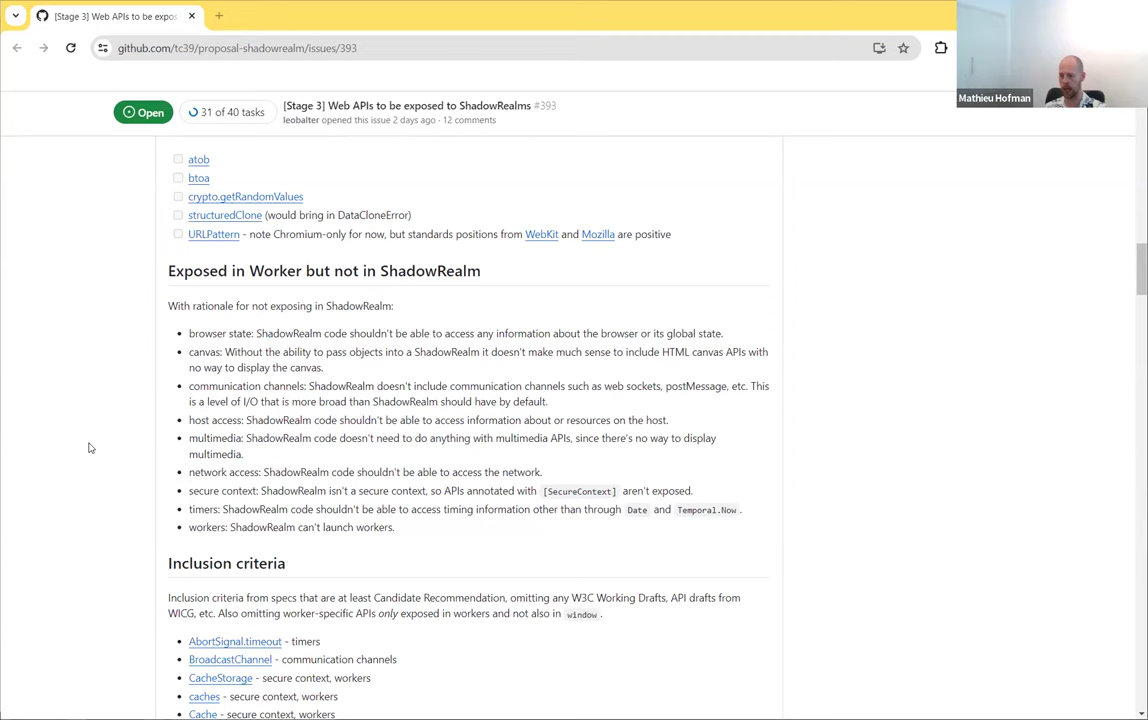 [Stage 3] Web APIs to be expos
github.com/tc39/proposal-shadowrealm/issues/393
Mathieu Hofman
Open
31 of 40 tasks
[Stage 3] Web APIs to be exposed to ShadowRealms #393
leobalter opened this issue 2 days ago · 12 comments
atob
btoa
crypto.getRandomValues
structuredClone (would bring in DataCloneError)
URLPattern - note Chromium-only for now, but standards positions from WebKit and Mozilla are positive
Exposed in Worker but not in ShadowRealm
With rationale for not exposing in ShadowRealm:
• browser state: ShadowRealm code shouldn't be able to access any information about the browser or its global state.
• canvas: Without the ability to pass objects into a ShadowRealm it doesn't make much sense to include HTML canvas APIs with
no way to display the canvas.
• communication channels: ShadowRealm doesn't include communication channels such as web sockets, postMessage, etc. This
is a level of I/O that is more broad than ShadowRealm should have by default.
• host access: ShadowRealm code shouldn't be able to access information about or resources on the host.
• multimedia: ShadowRealm code doesn't need to do anything with multimedia APIs, since there's no way to display
multimedia.
• network access: ShadowRealm code shouldn't be able to access the network.
• secure context: ShadowRealm isn't a secure context, so APIs annotated with [SecureContext] aren't exposed.
• timers: ShadowRealm code shouldn't be able to access timing information other than through Date and Temporal.Now.
• workers: ShadowRealm can't launch workers.
Inclusion criteria
Inclusion criteria from specs that are at least Candidate Recommendation, omitting any W3C Working Drafts, API drafts from
WICG, etc. Also omitting worker-specific APIs only exposed in workers and not also in window.
• AbortSignal.timeout - timers
• BroadcastChannel - communication channels
• CacheStorage - secure context, workers
• caches - secure context, workers
• Cache - secure context, workers